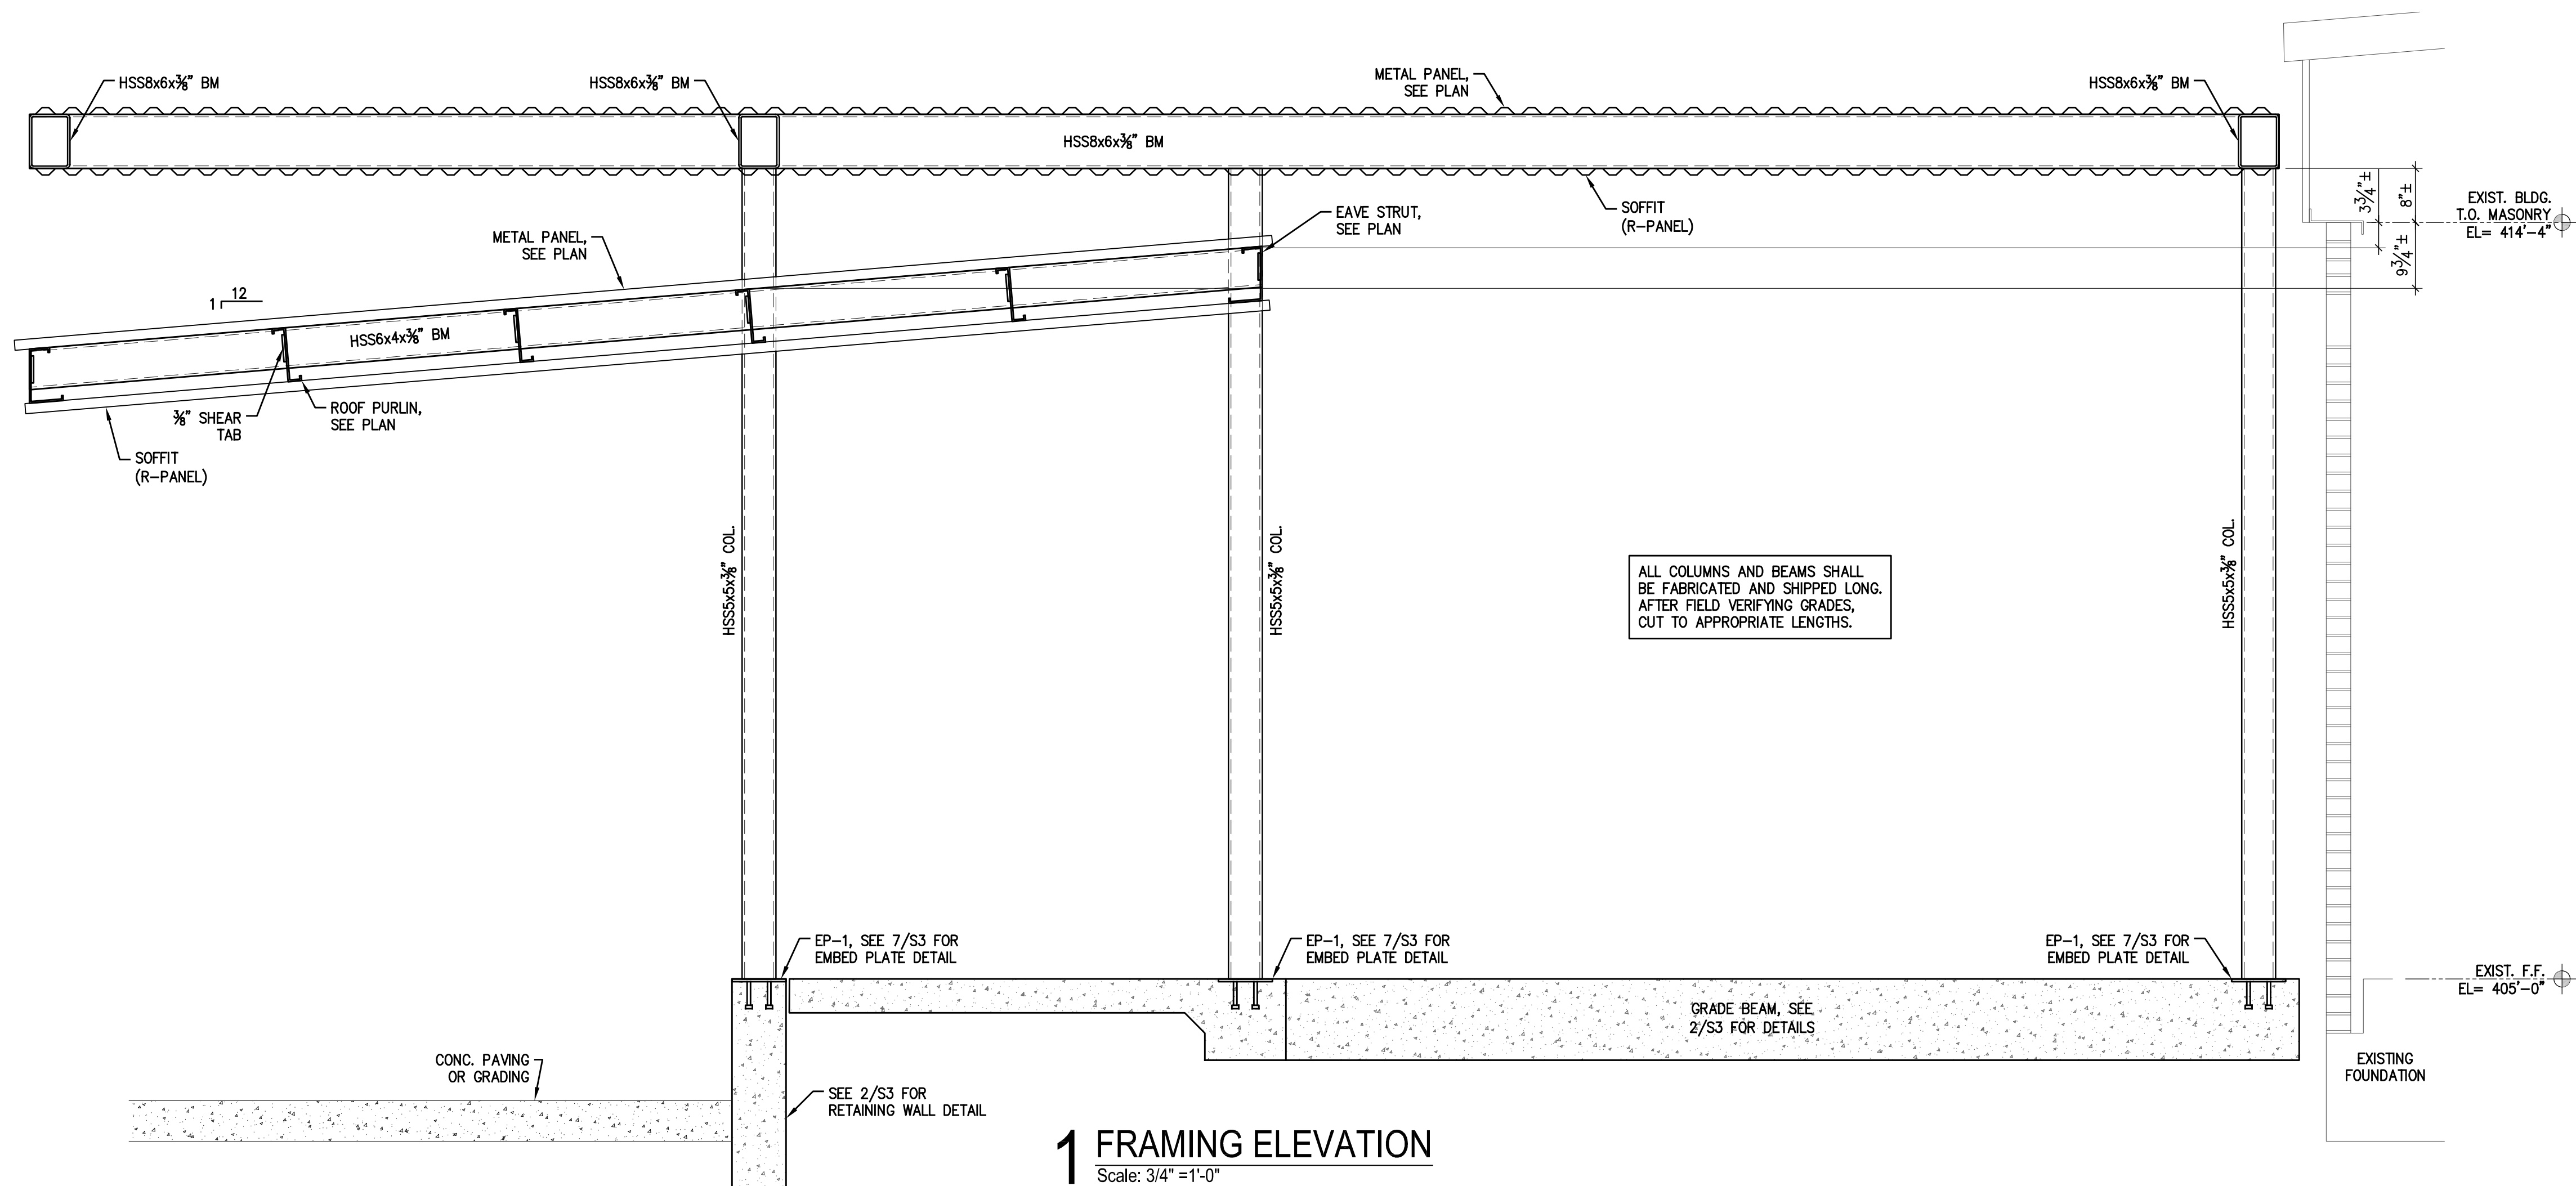 HSS8x6x⅜" BM
HSS8x6x⅜" BM
METAL PANEL,
SEE PLAN
HSS8x6x⅜" BM
HSS8x6x⅜" BM
3¾"±
8"±
9¾"±
EXIST. BLDG.
T.O. MASONRY
EL= 414'-4"
SOFFIT
(R-PANEL)
EAVE STRUT,
SEE PLAN
METAL PANEL,
SEE PLAN
12
1
HSS6x4x⅜" BM
⅜" SHEAR
TAB
ROOF PURLIN,
SEE PLAN
SOFFIT
(R-PANEL)
HSS5x5x⅜" COL.
HSS5x5x⅜" COL.
HSS5x5x⅜" COL.
ALL COLUMNS AND BEAMS SHALL
BE FABRICATED AND SHIPPED LONG.
AFTER FIELD VERIFYING GRADES,
CUT TO APPROPRIATE LENGTHS.
EP-1, SEE 7/S3 FOR
EMBED PLATE DETAIL
EP-1, SEE 7/S3 FOR
EMBED PLATE DETAIL
EP-1, SEE 7/S3 FOR
EMBED PLATE DETAIL
EXIST. F.F.
EL= 405'-0"
GRADE BEAM, SEE
2/S3 FOR DETAILS
CONC. PAVING
OR GRADING
SEE 2/S3 FOR
RETAINING WALL DETAIL
EXISTING
FOUNDATION
1 FRAMING ELEVATION
Scale: 3/4" =1'-0"